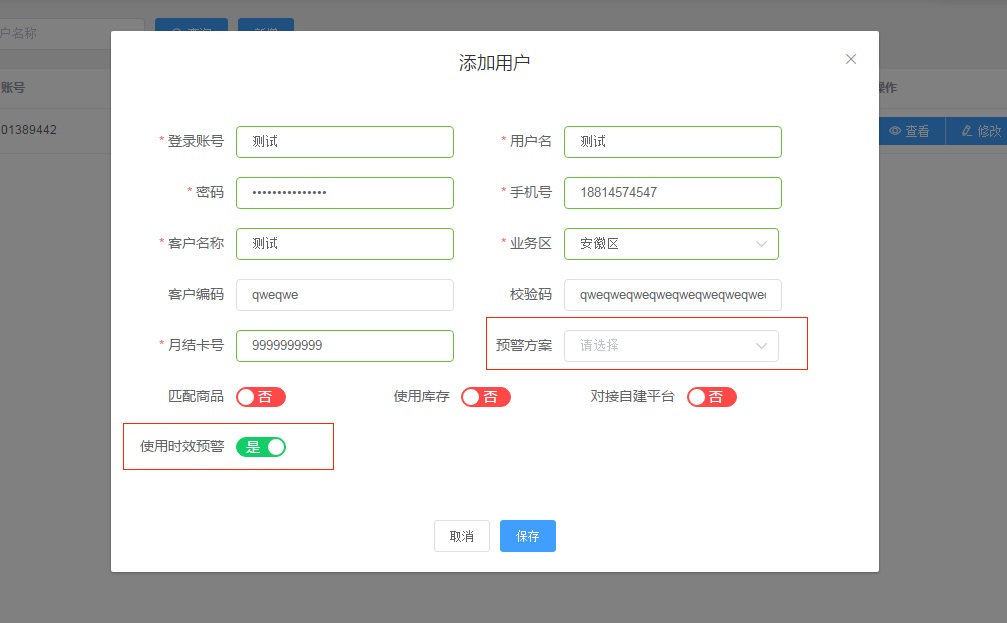 户名称
添加用户
账号
操作
01389442
查看
修改
* 登录账号 测试
* 用户名 测试
* 密码 •••••••••••••••
* 手机号 18814574547
* 客户名称 测试
* 业务区 安徽区
客户编码 qweqwe
校验码 qweqweqweqweqweqweqwe
* 月结卡号 9999999999
预警方案 请选择
匹配商品 否
使用库存 否
对接自建平台 否
使用时效预警 是
取消
保存